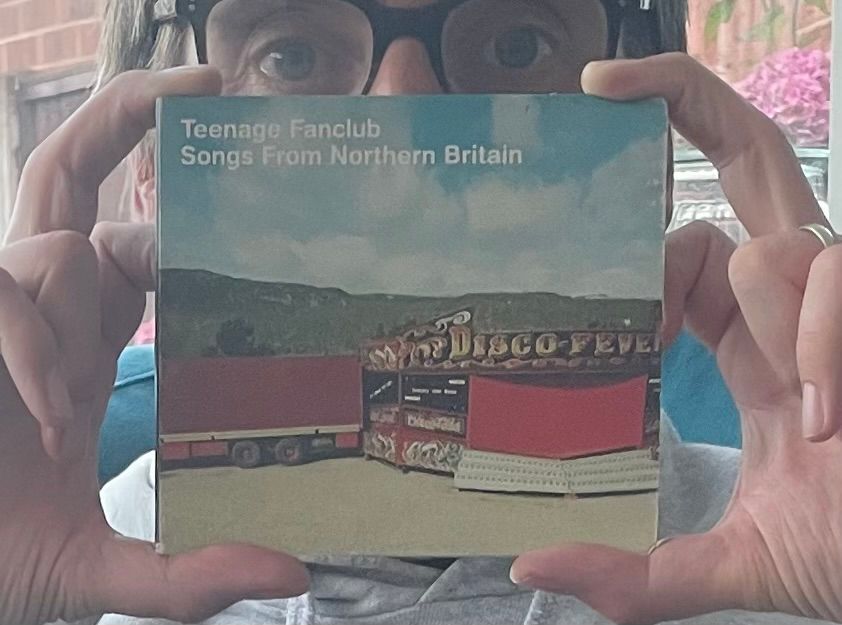 Teenage Fanclub
Songs From Northern Britain
DISCO FEVE